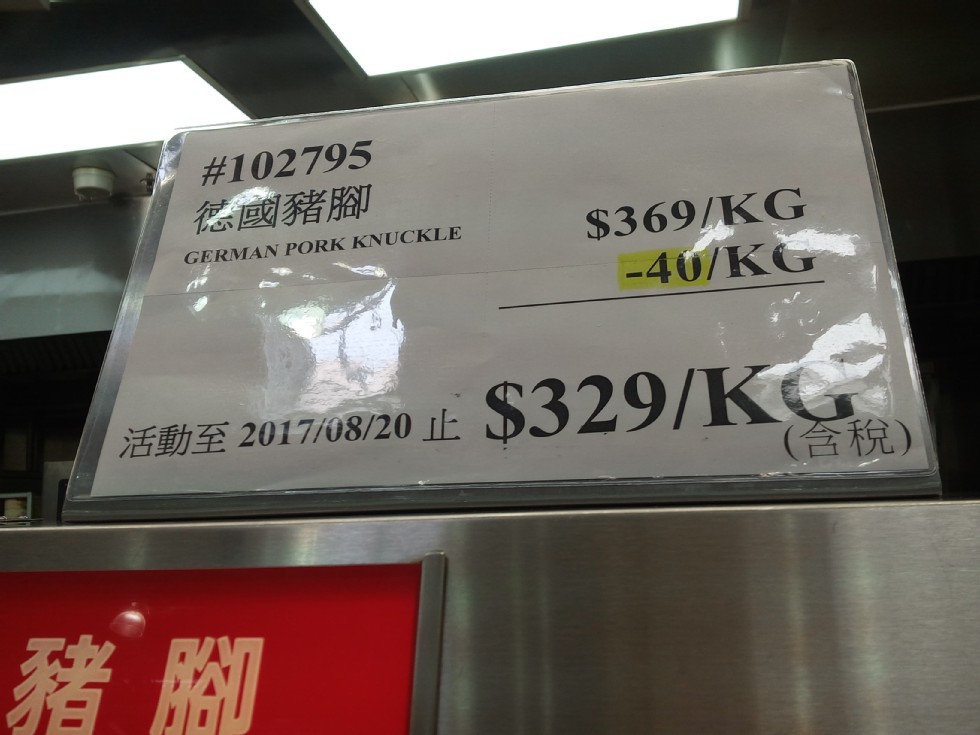 #102795
德國豬腳
GERMAN PORK KNUCKLE
$369/KG
-40/KG
$329/KG
(含稅)
活動至 2017/08/20 止
豬腳